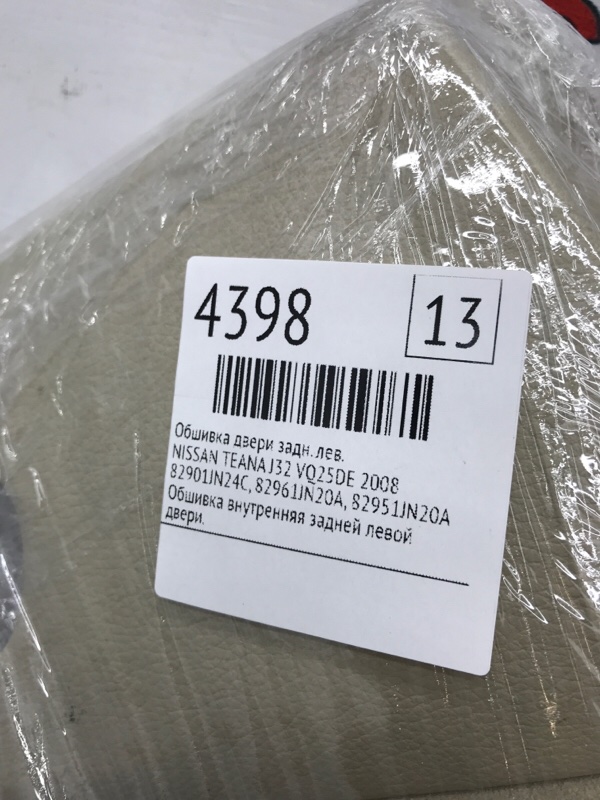 4398
13
Обшивка двери задн. лев.
NISSAN TEANA J32 VQ25DE 2008
82901JN24C, 82961JN20A, 82951JN20A
Обшивка внутренняя задней левой
двери.